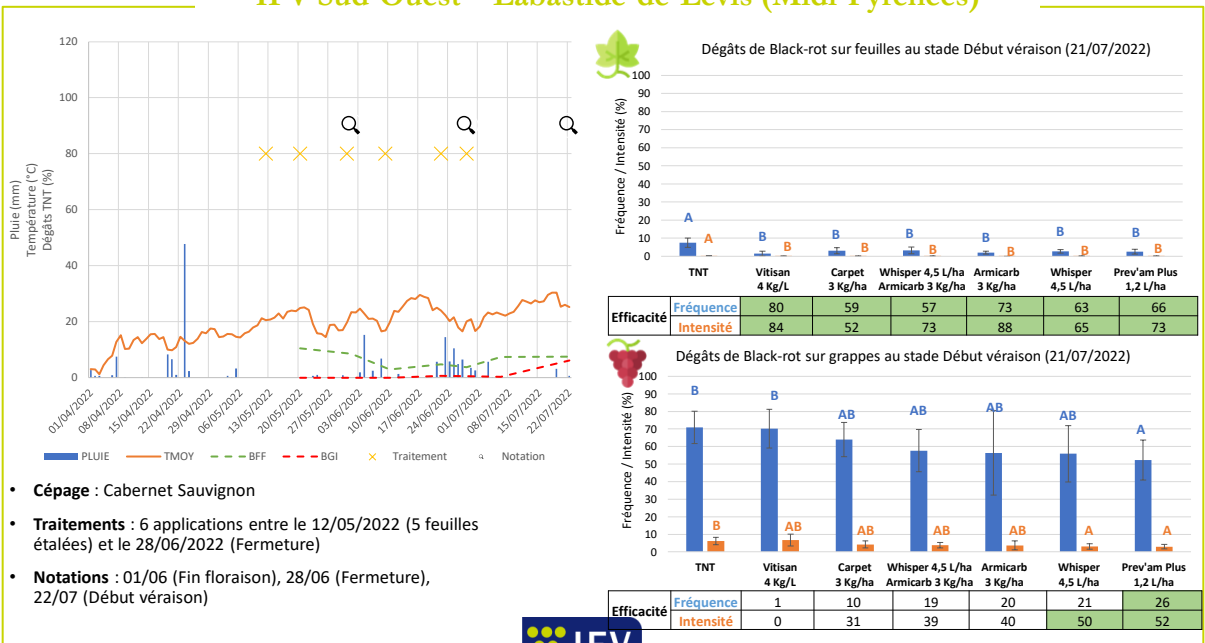 IFV Sud-Ouest - Labastide de Lévis (Midi Pyrénées)
120
100
80
60
40
20
0
Pluie (mm)
Température (°C)
Dégâts TNT (%)
01/04/2022
08/04/2022
15/04/2022
22/04/2022
29/04/2022
06/05/2022
13/05/2022
20/05/2022
27/05/2022
03/06/2022
10/06/2022
17/06/2022
24/06/2022
01/07/2022
08/07/2022
15/07/2022
22/07/2022
PLUIE TMOY BFF BGI Traitement Notation
• Cépage : Cabernet Sauvignon
• Traitements : 6 applications entre le 12/05/2022 (5 feuilles
étalées) et le 28/06/2022 (Fermeture)
• Notations : 01/06 (Fin floraison), 28/06 (Fermeture),
22/07 (Début véraison)
Dégâts de Black-rot sur feuilles au stade Début véraison (21/07/2022)
Fréquence / Intensité (%)
100
90
80
70
60
50
40
30
20
10
0
A A B B B B B B B B B B B B
TNT Vitisan Carpet Whisper 4,5 L/ha Armicarb Whisper Prev'am Plus
4 Kg/L 3 Kg/ha Armicarb 3 Kg/ha 3 Kg/ha 4,5 L/ha 1,2 L/ha
Efficacité
Fréquence 80 59 57 73 63 66
Intensité 84 52 73 88 65 73
Dégâts de Black-rot sur grappes au stade Début véraison (21/07/2022)
Fréquence / Intensité (%)
100
90
80
70
60
50
40
30
20
10
0
B B AB AB AB AB A
B AB AB AB AB A A
TNT Vitisan Carpet Whisper 4,5 L/ha Armicarb Whisper Prev'am Plus
4 Kg/L 3 Kg/ha Armicarb 3 Kg/ha 3 Kg/ha 4,5 L/ha 1,2 L/ha
Efficacité
Fréquence 1 10 19 20 21 26
Intensité 0 31 39 40 50 52
IFV